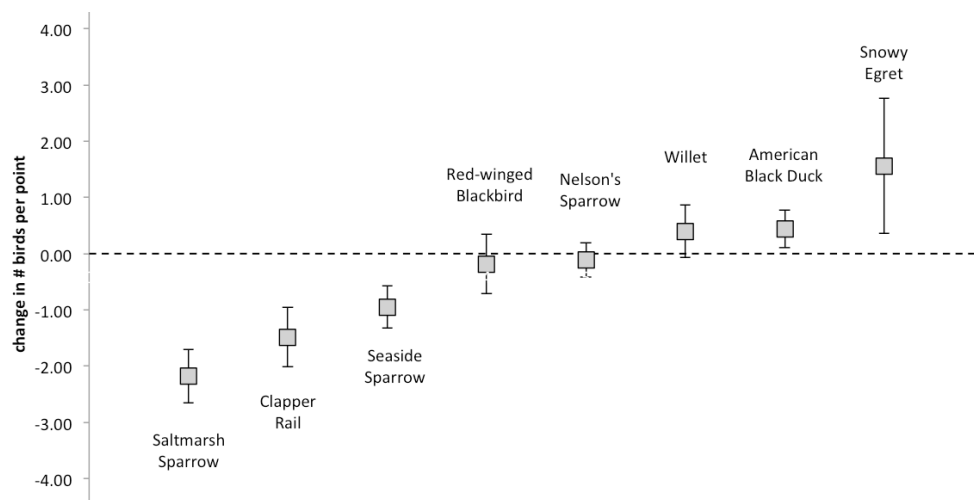 4.00
3.00
2.00
1.00
0.00
-1.00
-2.00
-3.00
-4.00
change in # birds per point
Saltmarsh
Sparrow
Clapper
Rail
Seaside
Sparrow
Red-winged
Blackbird
Nelson's
Sparrow
Willet
American
Black Duck
Snowy
Egret